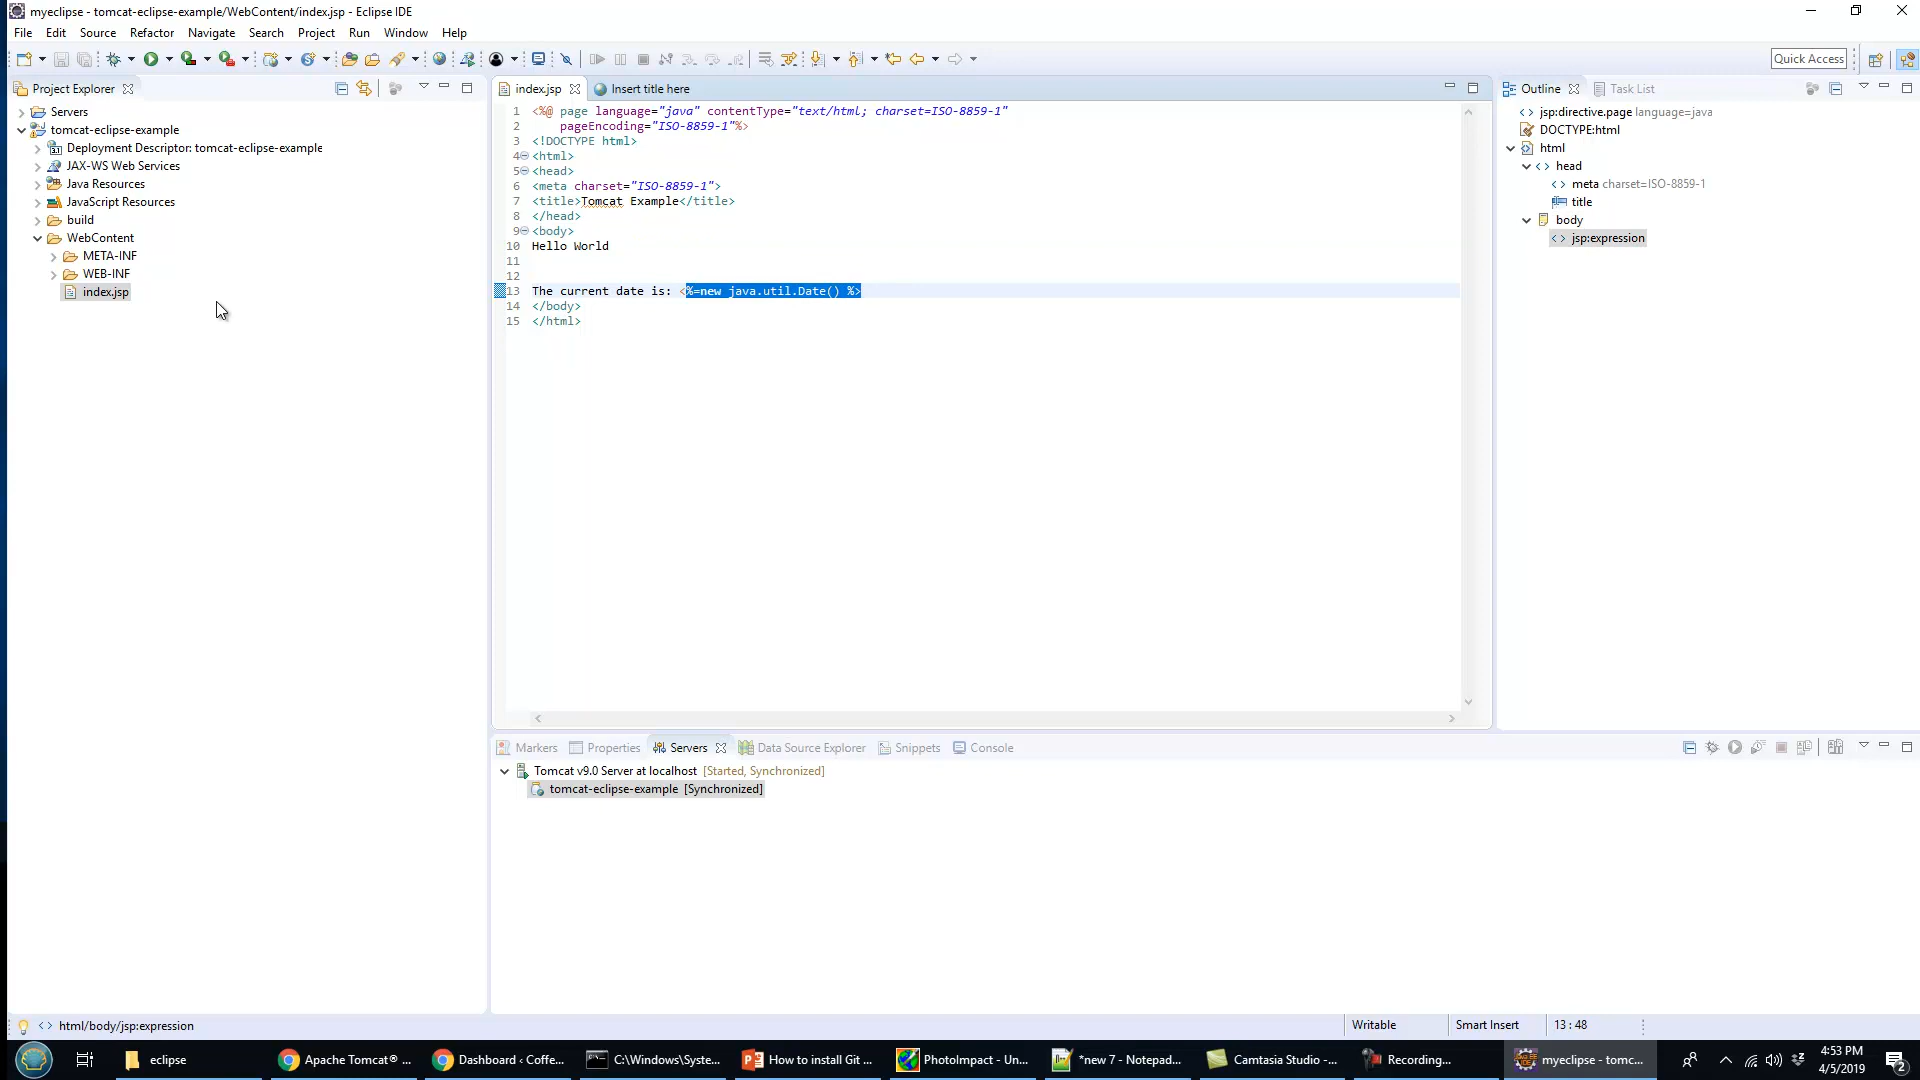 myeclipse - tomcat-eclipse-example/WebContent/index.jsp - Eclipse IDE
File Edit Source Refactor Navigate Search Project Run Window Help
Quick Access
Project Explorer
Servers
tomcat-eclipse-example
Deployment Descriptor: tomcat-eclipse-example
JAX-WS Web Services
Java Resources
JavaScript Resources
build
WebContent
META-INF
WEB-INF
index.jsp
index.jsp Insert title here
1 <%@ page language="java" contentType="text/html; charset=ISO-8859-1"
2 pageEncoding="ISO-8859-1"%>
3 <!DOCTYPE html>
4 <html>
5 <head>
6 <meta charset="ISO-8859-1">
7 <title>Tomcat Example</title>
8 </head>
9 <body>
10 Hello World
11
12
13 The current date is: <%=new java.util.Date() %>
14 </body>
15 </html>
Outline Task List
jsp:directive.page language=java
DOCTYPE:html
html
head
meta charset=ISO-8859-1
title
body
jsp:expression
Markers Properties Servers Data Source Explorer Snippets Console
Tomcat v9.0 Server at localhost [Started, Synchronized]
tomcat-eclipse-example [Synchronized]
html/body/jsp:expression Writable Smart Insert 13 : 48
eclipse Apache Tomcat® ... Dashboard ‹ Coffe... C:\Windows\Syste... How to install Git ... PhotoImpact - Un... *new 7 - Notepad... Camtasia Studio -... Recording... myeclipse - tomc...
4:53 PM
4/5/2019
2